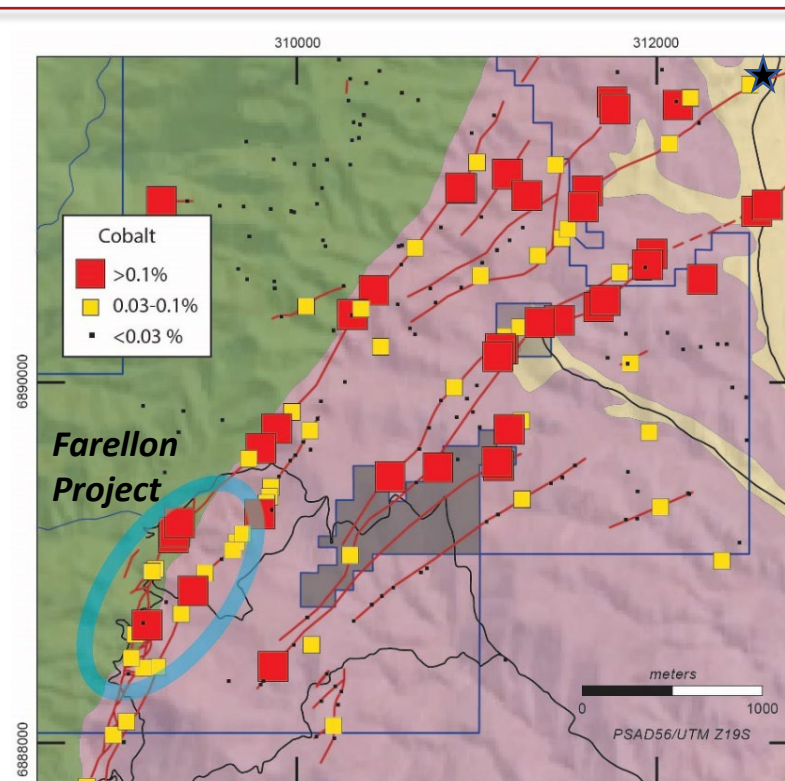 310000
312000
Cobalt
>0.1%
0.03-0.1%
<0.03 %
6890000
Farellon
Project
meters
0
1000
PSAD56/UTM Z19S
6888000